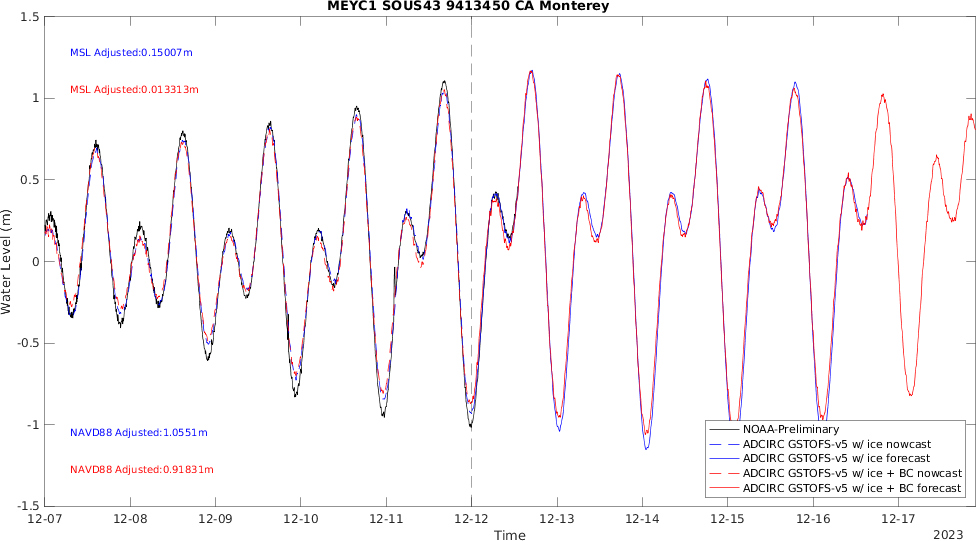 MEYC1 SOUS43 9413450 CA Monterey
1.5
MSL Adjusted:0.15007m
MSL Adjusted:0.013313m
1
0.5
Water Level (m)
0
-0.5
NAVD88 Adjusted:1.0551m
NAVD88 Adjusted:0.91831m
-1
NOAA-Preliminary
ADCIRC GSTOFS-v5 w/ ice nowcast
ADCIRC GSTOFS-v5 w/ ice forecast
ADCIRC GSTOFS-v5 w/ ice + BC nowcast
ADCIRC GSTOFS-v5 w/ ice + BC forecast
-1.5
12-07 12-08 12-09 12-10 12-11 12-12 12-13 12-14 12-15 12-16 12-17
Time
2023